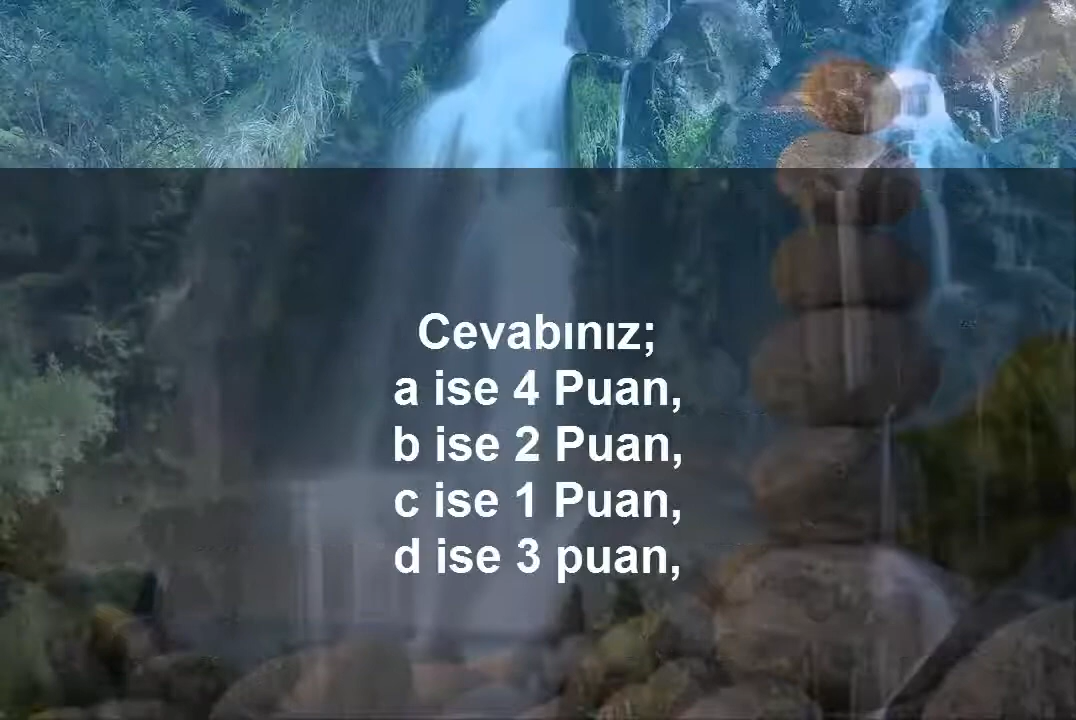 Cevabınız;
a ise 4 Puan,
b ise 2 Puan,
c ise 1 Puan,
d ise 3 puan,